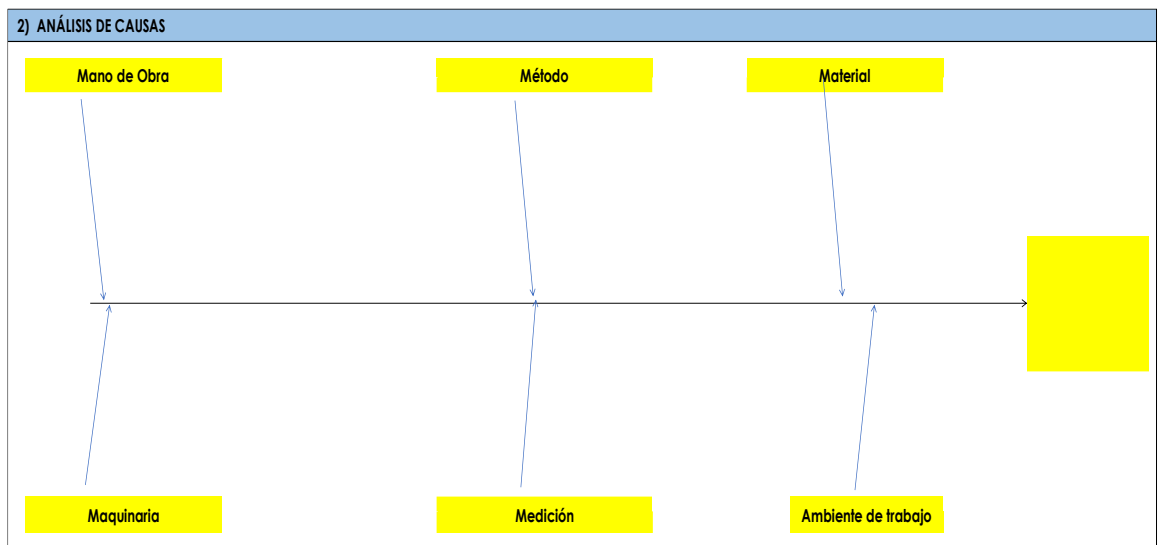 2) ANÁLISIS DE CAUSAS
Mano de Obra
Método
Material
Maquinaria
Medición
Ambiente de trabajo